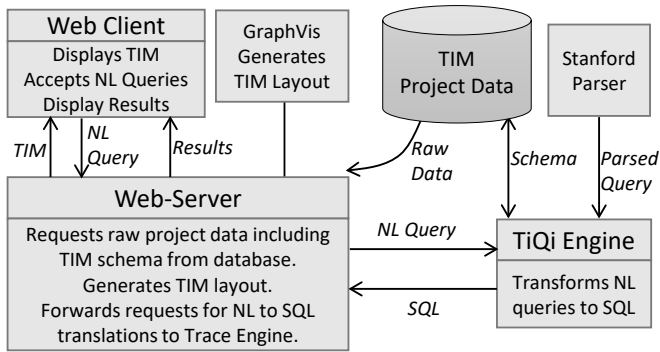 Web Client
Displays TIM
Accepts NL Queries
Display Results
GraphVis
Generates
TIM Layout
TIM
Project Data
Stanford
Parser
TIM
NL
Query
Results
Raw
Data
Schema
Parsed
Query
Web-Server
Requests raw project data including
TIM schema from database.
Generates TIM layout.
Forwards requests for NL to SQL
translations to Trace Engine.
NL Query
SQL
TiQi Engine
Transforms NL
queries to SQL